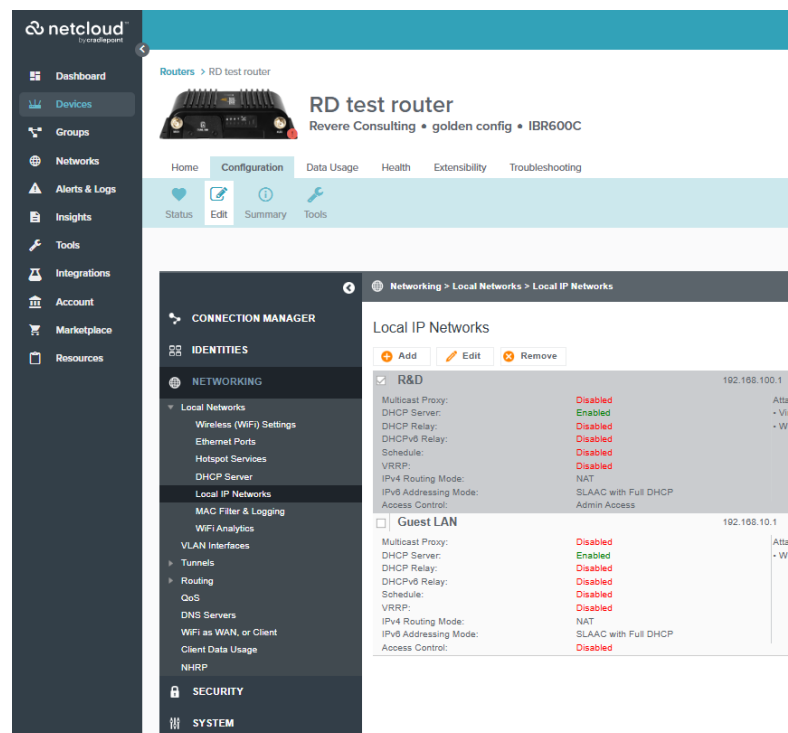 netcloud
by cradlepoint
Dashboard
Devices
Groups
Networks
Alerts & Logs
Insights
Tools
Integrations
Account
Marketplace
Resources
Routers > RD test router
RD test router
Revere Consulting • golden config • IBR600C
Home Configuration Data Usage Health Extensibility Troubleshooting
Status Edit Summary Tools
CONNECTION MANAGER
IDENTITIES
NETWORKING
Local Networks
Wireless (WiFi) Settings
Ethernet Ports
Hotspot Services
DHCP Server
Local IP Networks
MAC Filter & Logging
WiFi Analytics
VLAN Interfaces
Tunnels
Routing
QoS
DNS Servers
WiFi as WAN, or Client
Client Data Usage
NHRP
SECURITY
SYSTEM
Networking > Local Networks > Local IP Networks
Local IP Networks
Add Edit Remove
R&D 192.168.100.1
Multicast Proxy: Disabled Atta
DHCP Server: Enabled - Vi
DHCP Relay: Disabled - W
DHCPv6 Relay: Disabled
Schedule: Disabled
VRRP: Disabled
IPv4 Routing Mode: NAT
IPv6 Addressing Mode: SLAAC with Full DHCP
Access Control: Admin Access
Guest LAN 192.168.10.1
Multicast Proxy: Disabled Atta
DHCP Server: Enabled - W
DHCP Relay: Disabled
DHCPv6 Relay: Disabled
Schedule: Disabled
VRRP: Disabled
IPv4 Routing Mode: NAT
IPv6 Addressing Mode: SLAAC with Full DHCP
Access Control: Disabled